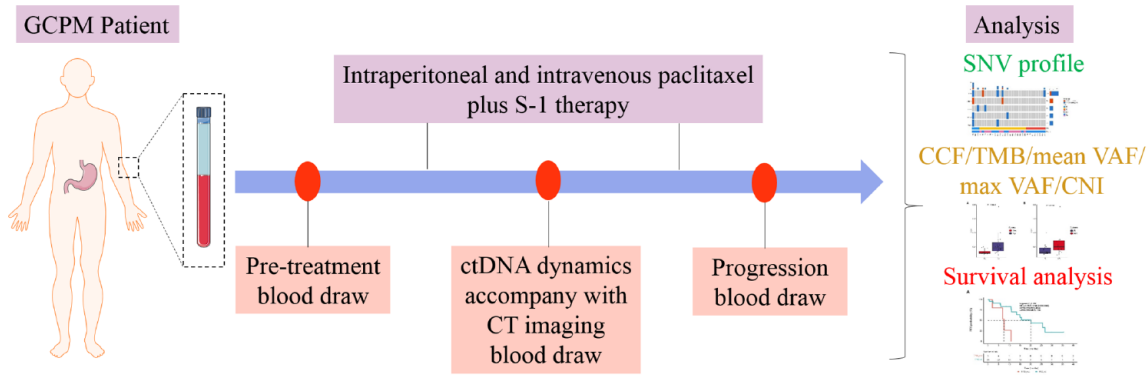 GCPM Patient
Intraperitoneal and intravenous paclitaxel
plus S-1 therapy
Pre-treatment
blood draw
ctDNA dynamics
accompany with
CT imaging
blood draw
Progression
blood draw
Analysis
SNV profile
CCF/TMB/mean VAF/
max VAF/CNI
Survival analysis